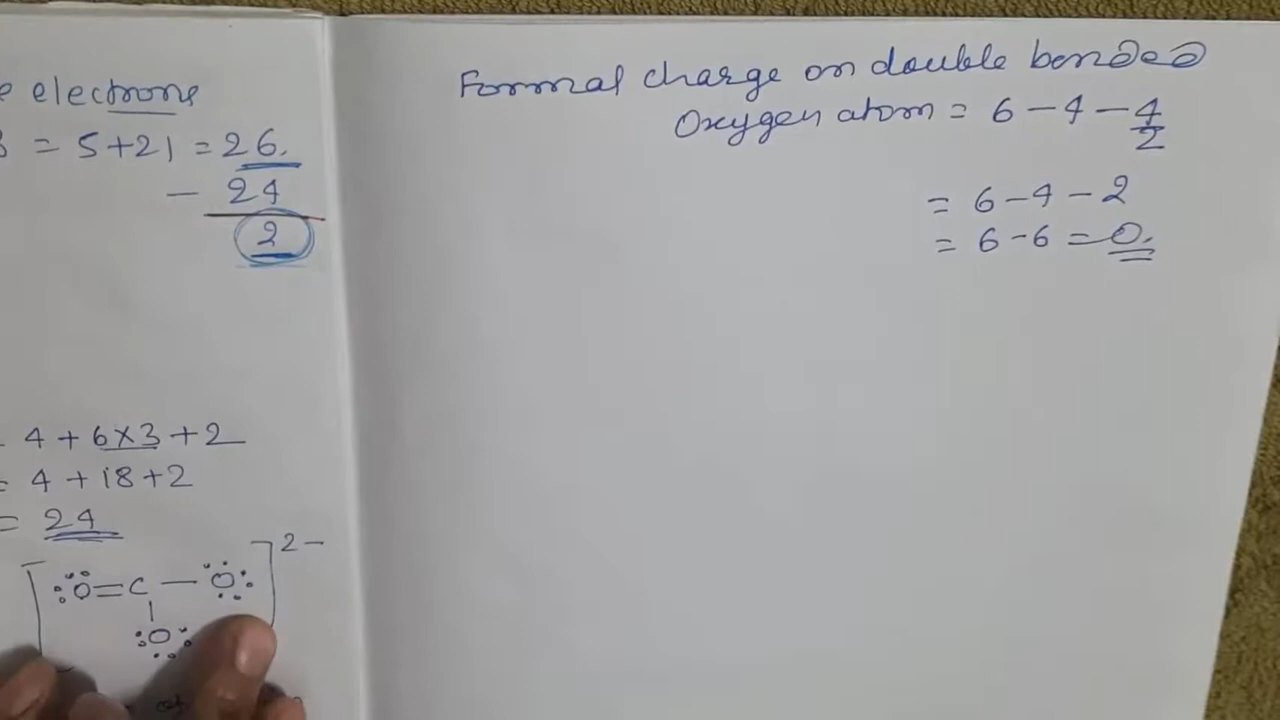 electrons
= 5+21 = 26.
- 24
2
4 + 6×3 + 2
= 4 + 18 + 2
= 24
2-
:O=C-O:
|
:O:
Formal charge on double bonded
Oxygen atom = 6 - 4 - 4/2
= 6 - 4 - 2
= 6 - 6 = 0.